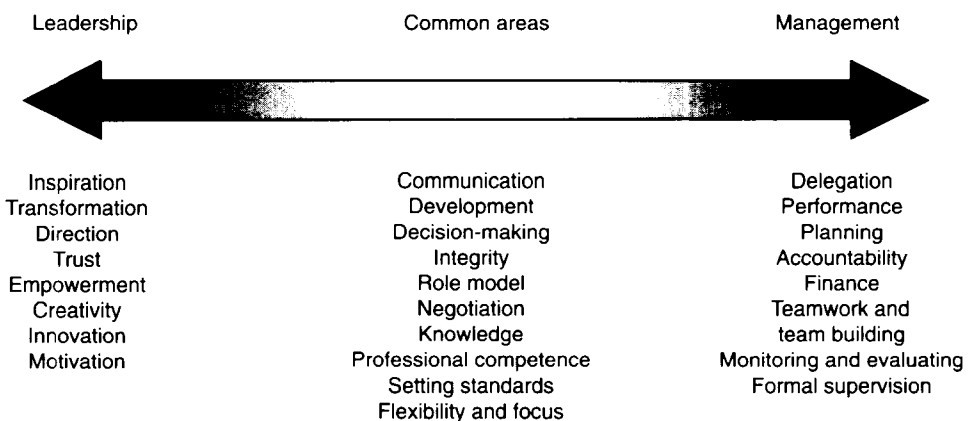 Leadership
Common areas
Management
Inspiration
Transformation
Direction
Trust
Empowerment
Creativity
Innovation
Motivation
Communication
Development
Decision-making
Integrity
Role model
Negotiation
Knowledge
Professional competence
Setting standards
Flexibility and focus
Delegation
Performance
Planning
Accountability
Finance
Teamwork and
team building
Monitoring and evaluating
Formal supervision